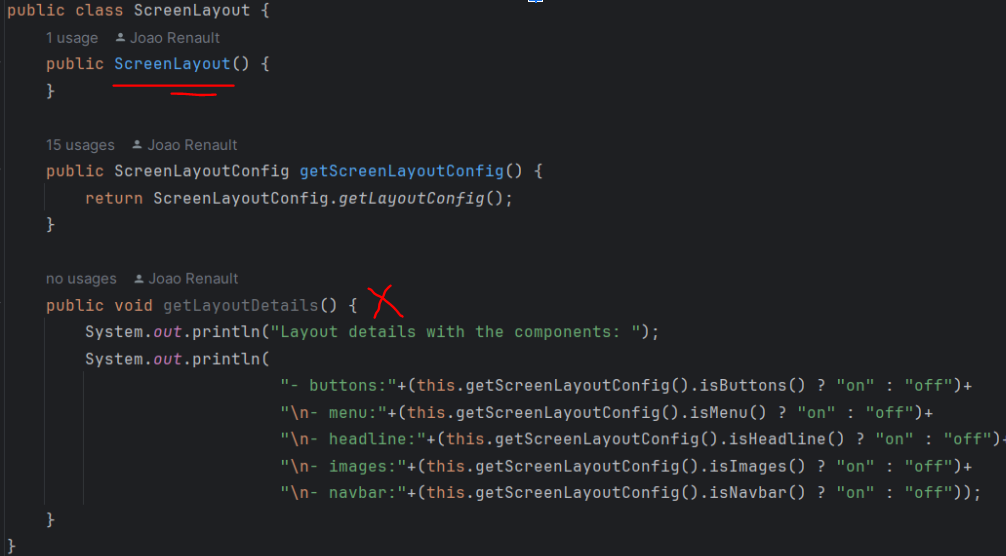 public class ScreenLayout {
1 usage Joao Renault
public ScreenLayout() {
}
15 usages Joao Renault
public ScreenLayoutConfig getScreenLayoutConfig() {
return ScreenLayoutConfig.getLayoutConfig();
}
no usages Joao Renault
public void getLayoutDetails() {
System.out.println("Layout details with the components: ");
System.out.println(
"- buttons:"+(this.getScreenLayoutConfig().isButtons() ? "on" : "off")+
"\n- menu:"+(this.getScreenLayoutConfig().isMenu() ? "on" : "off")+
"\n- headline:"+(this.getScreenLayoutConfig().isHeadline() ? "on" : "off")+
"\n- images:"+(this.getScreenLayoutConfig().isImages() ? "on" : "off")+
"\n- navbar:"+(this.getScreenLayoutConfig().isNavbar() ? "on" : "off"));
}
}